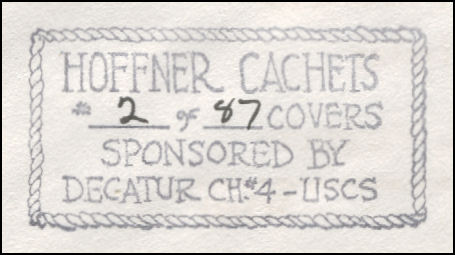 HOFFNER CACHETS
# 2 of 87 COVERS
SPONSORED BY
DECATUR CH.#4-USCS